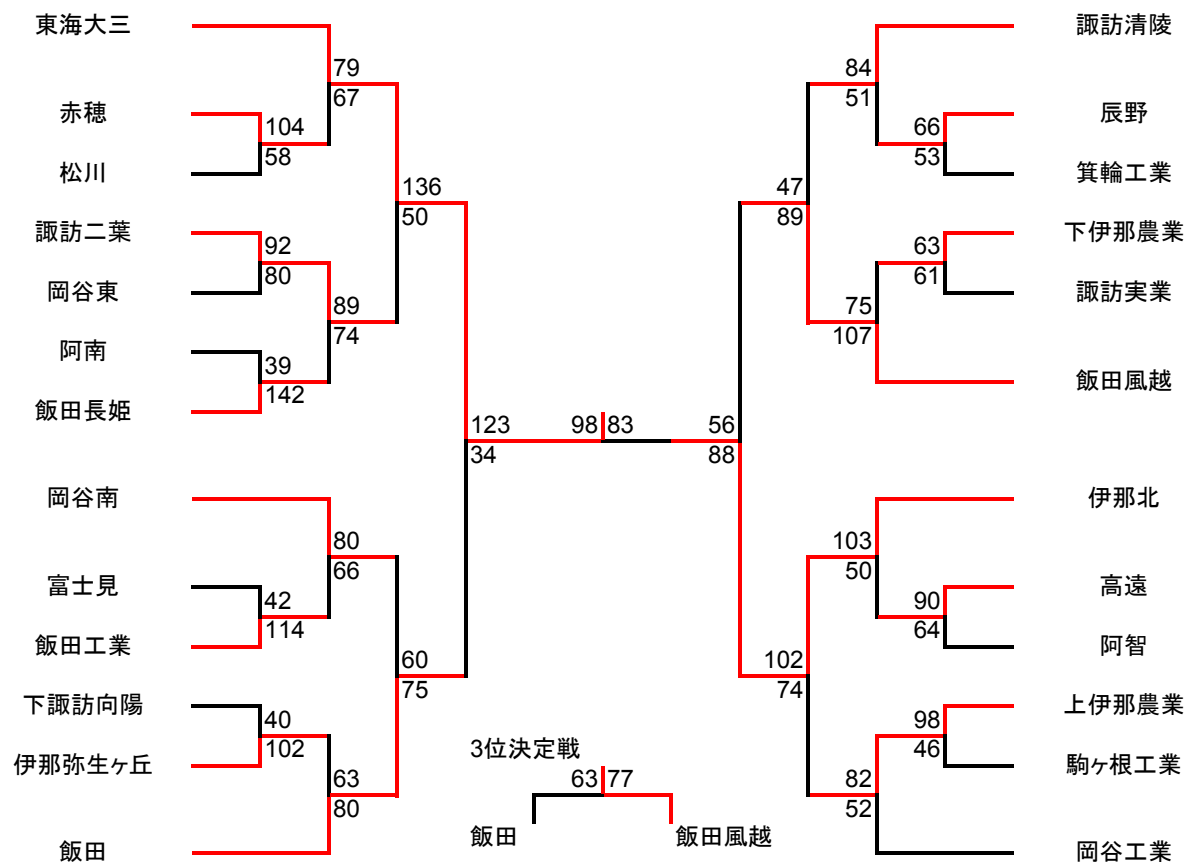 東海大三
79
67
赤穂
104
58
松川
136
50
諏訪二葉
92
80
岡谷東
89
74
阿南
39
142
飯田長姫
123
34
岡谷南
80
66
富士見
42
114
飯田工業
60
75
下諏訪向陽
40
102
伊那弥生ヶ丘
63
80
飯田
98 83
3位決定戦
63 77
飯田 飯田風越
諏訪清陵
84
51
辰野
66
53
箕輪工業
47
89
下伊那農業
63
61
諏訪実業
75
107
飯田風越
56
88
伊那北
103
50
高遠
90
64
阿智
102
74
上伊那農業
98
46
駒ヶ根工業
82
52
岡谷工業